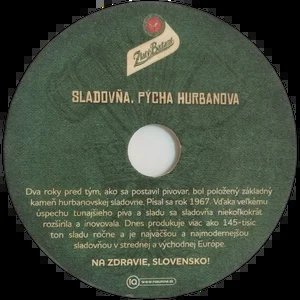 Zlatý Bažant
SLADOVŇA, PÝCHA HURBANOVA
Dva roky pred tým, ako sa postavil pivovar, bol položený základný
kameň hurbanovskej sladovne. Písal sa rok 1967. Vďaka veľkému
úspechu tunajšieho piva a sladu sa sladovňa niekoľkokrát
rozšírila a inovovala. Dnes produkuje viac ako 145-tisíc
ton sladu ročne a je najväčšou a najmodernejšou
sladovňou v strednej a východnej Európe.
NA ZDRAVIE, SLOVENSKO!